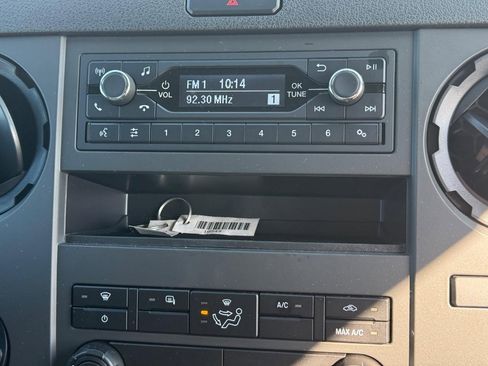 FM 1 10:14
92.30 MHz 1
VOL
OK
TUNE
1 2 3 4 5 6
A/C
MAX A/C